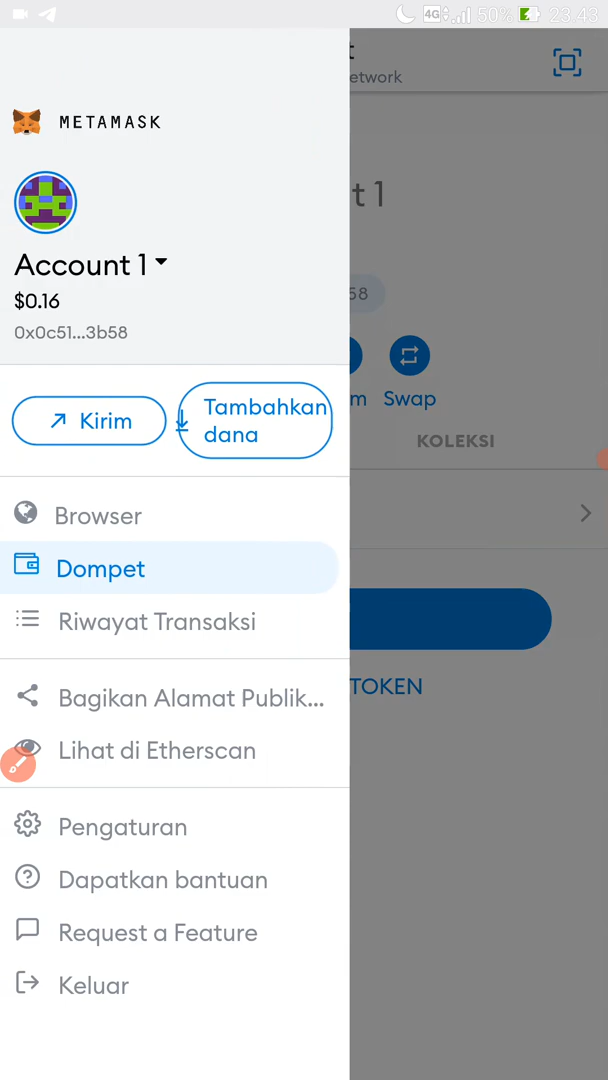 4G 50% 23.43
t
etwork
METAMASK
t 1
Account 1
$0.16
58
0x0c51...3b58
Kirim
Tambahkan
dana
m
Swap
KOLEKSI
Browser
Dompet
Riwayat Transaksi
TOKEN
Bagikan Alamat Publik...
Lihat di Etherscan
Pengaturan
Dapatkan bantuan
Request a Feature
Keluar